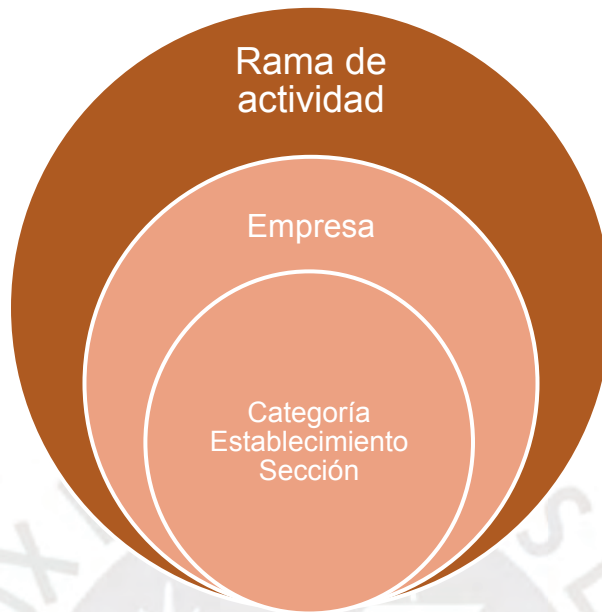 Rama de
actividad
Empresa
Categoría
Establecimiento
Sección